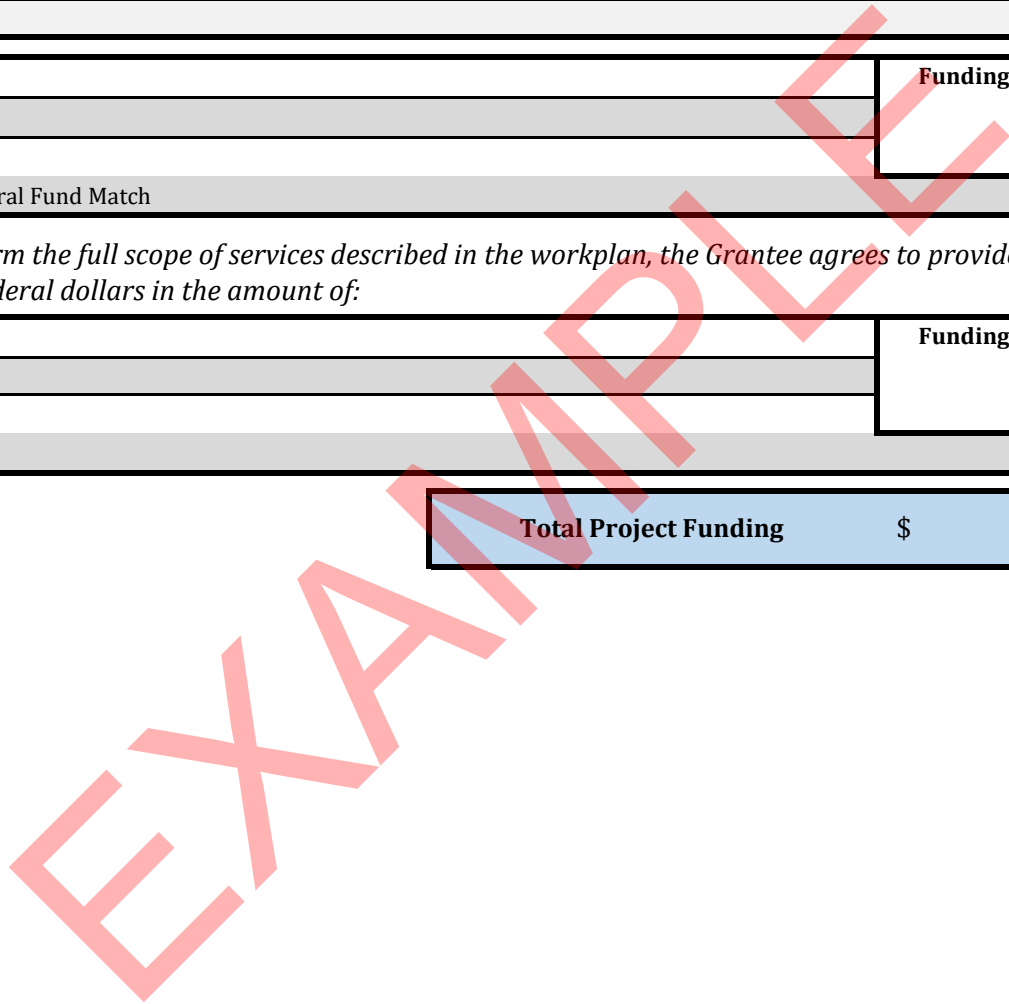 Funding
ral Fund Match
rm the full scope of services described in the workplan, the Grantee agrees to provid
deral dollars in the amount of:
Funding
Total Project Funding $
EXAMPLE